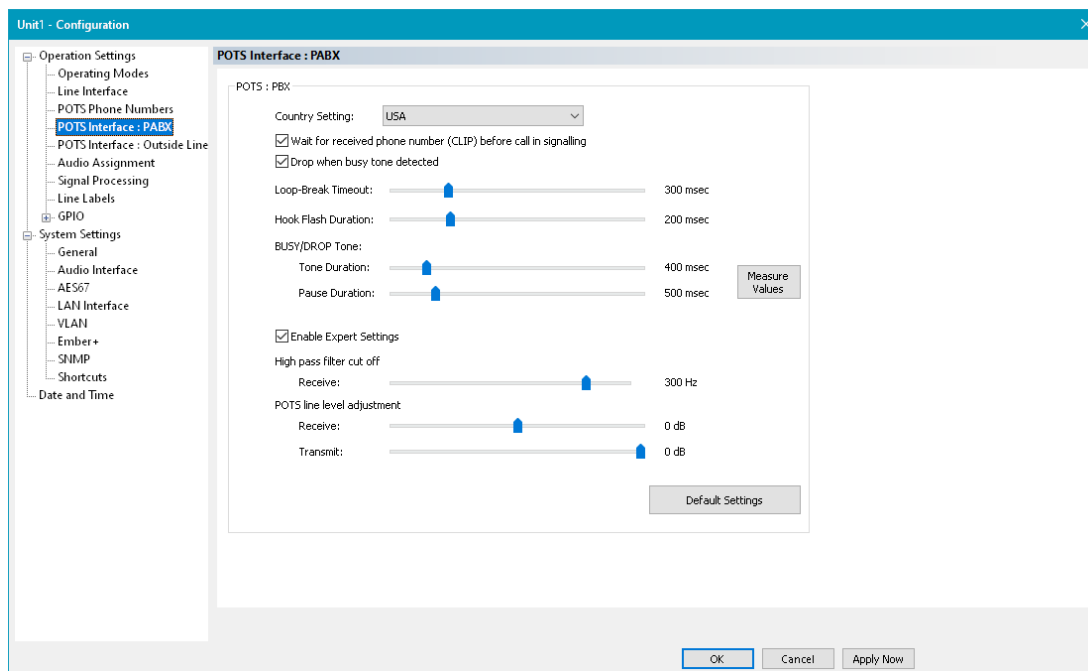 Unit1 - Configuration
Operation Settings
Operating Modes
Line Interface
POTS Phone Numbers
POTS Interface : PABX
POTS Interface : Outside Line
Audio Assignment
Signal Processing
Line Labels
GPIO
System Settings
General
Audio Interface
AES67
LAN Interface
VLAN
Ember+
SNMP
Shortcuts
Date and Time
POTS Interface : PABX
POTS : PBX
Country Setting: USA
Wait for received phone number (CLIP) before call in signalling
Drop when busy tone detected
Loop-Break Timeout: 300 msec
Hook Flash Duration: 200 msec
BUSY/DROP Tone:
Tone Duration: 400 msec
Pause Duration: 500 msec
Measure
Values
Enable Expert Settings
High pass filter cut off
Receive: 300 Hz
POTS line level adjustment
Receive: 0 dB
Transmit: 0 dB
Default Settings
OK Cancel Apply Now